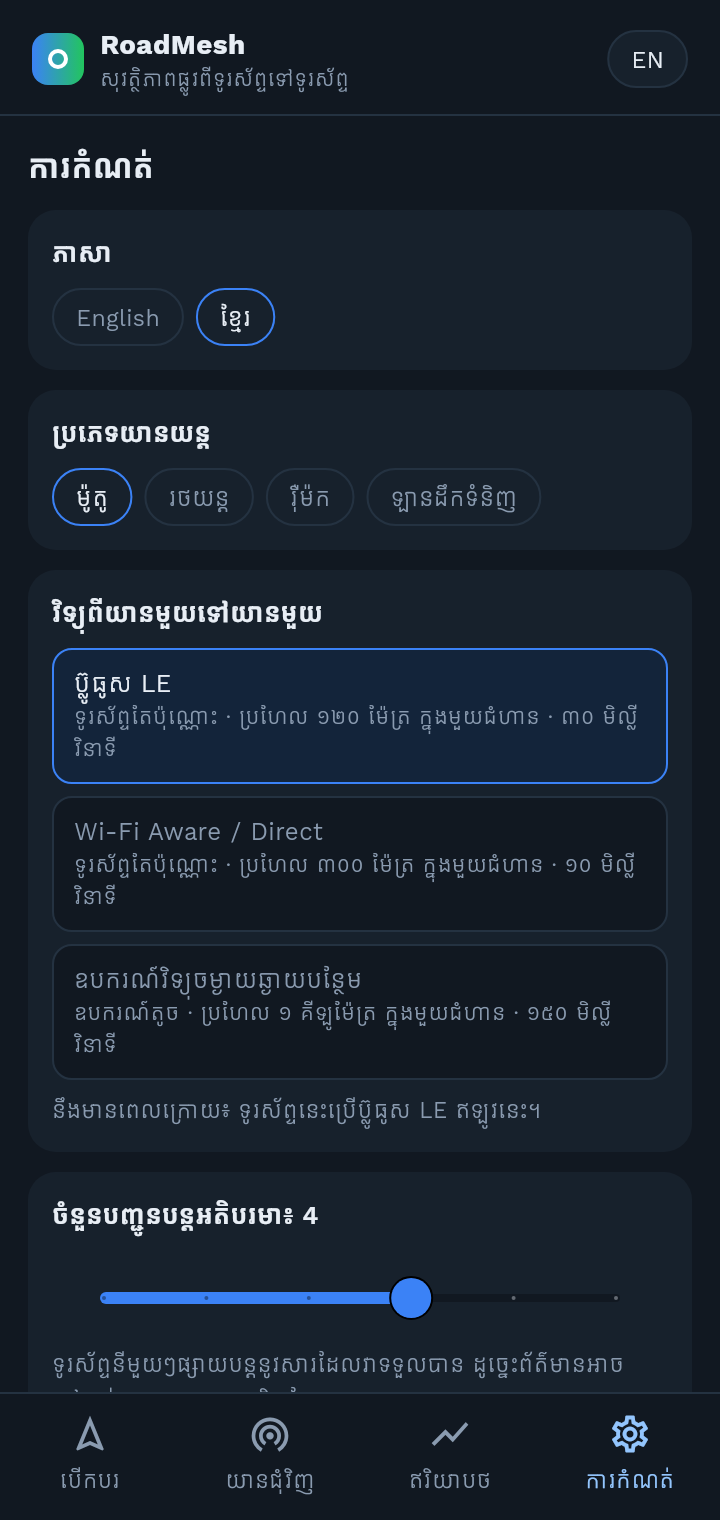 RoadMesh
សុវត្ថិភាពផ្លូវពីទូរស័ព្ទទៅទូរស័ព្ទ
EN
ការកំណត់
ភាសា
English
ខ្មែរ
ប្រភេទយានយន្ត
ម៉ូតូ
រថយន្ត
រ៉ឺម៉ក
ឡានដឹកទំនិញ
វិទ្យុពីយានមួយទៅយានមួយ
ប៊្លូធូស LE
ទូរស័ព្ទតែប៉ុណ្ណោះ · ប្រហែល ១២០ ម៉ែត្រ ក្នុងមួយជំហាន · ៣០ មិល្លី
វិនាទី
Wi-Fi Aware / Direct
ទូរស័ព្ទតែប៉ុណ្ណោះ · ប្រហែល ៣០០ ម៉ែត្រ ក្នុងមួយជំហាន · ១០ មិល្លី
វិនាទី
ឧបករណ៍វិទ្យុចម្ងាយឆ្ងាយបន្ថែម
ឧបករណ៍តូច · ប្រហែល ១ គីឡូម៉ែត្រ ក្នុងមួយជំហាន · ១៥០ មិល្លី
វិនាទី
នឹងមានពេលក្រោយ៖ ទូរស័ព្ទនេះប្រើប៊្លូធូស LE ឥឡូវនេះ។
ចំនួនបញ្ជូនបន្តអតិបរមា៖ 4
ទូរស័ព្ទនីមួយៗផ្សាយបន្តនូវសារដែលវាទទួលបាន ដូច្នេះព័ត៌មានអាច
បើកបរ
យានជុំវិញ
ឥរិយាបថ
ការកំណត់